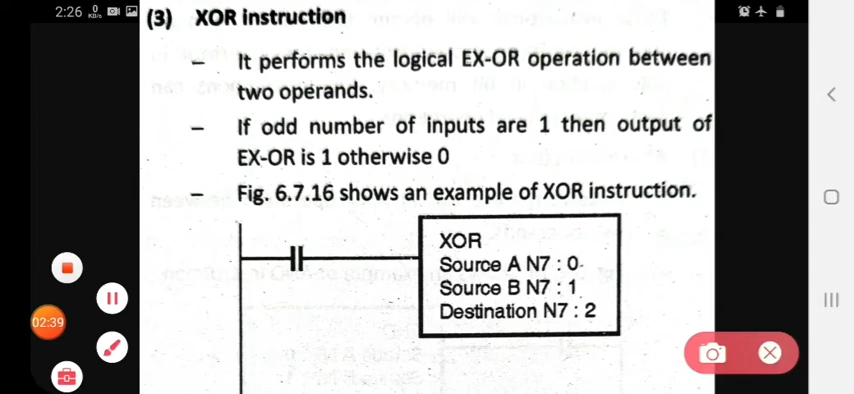 2:26 0 KB/s
(3) XOR instruction
– It performs the logical EX-OR operation between
two operands.
– If odd number of inputs are 1 then output of
EX-OR is 1 otherwise 0
– Fig. 6.7.16 shows an example of XOR instruction.
XOR
Source A N7 : 0
Source B N7 : 1
Destination N7 : 2
02:39